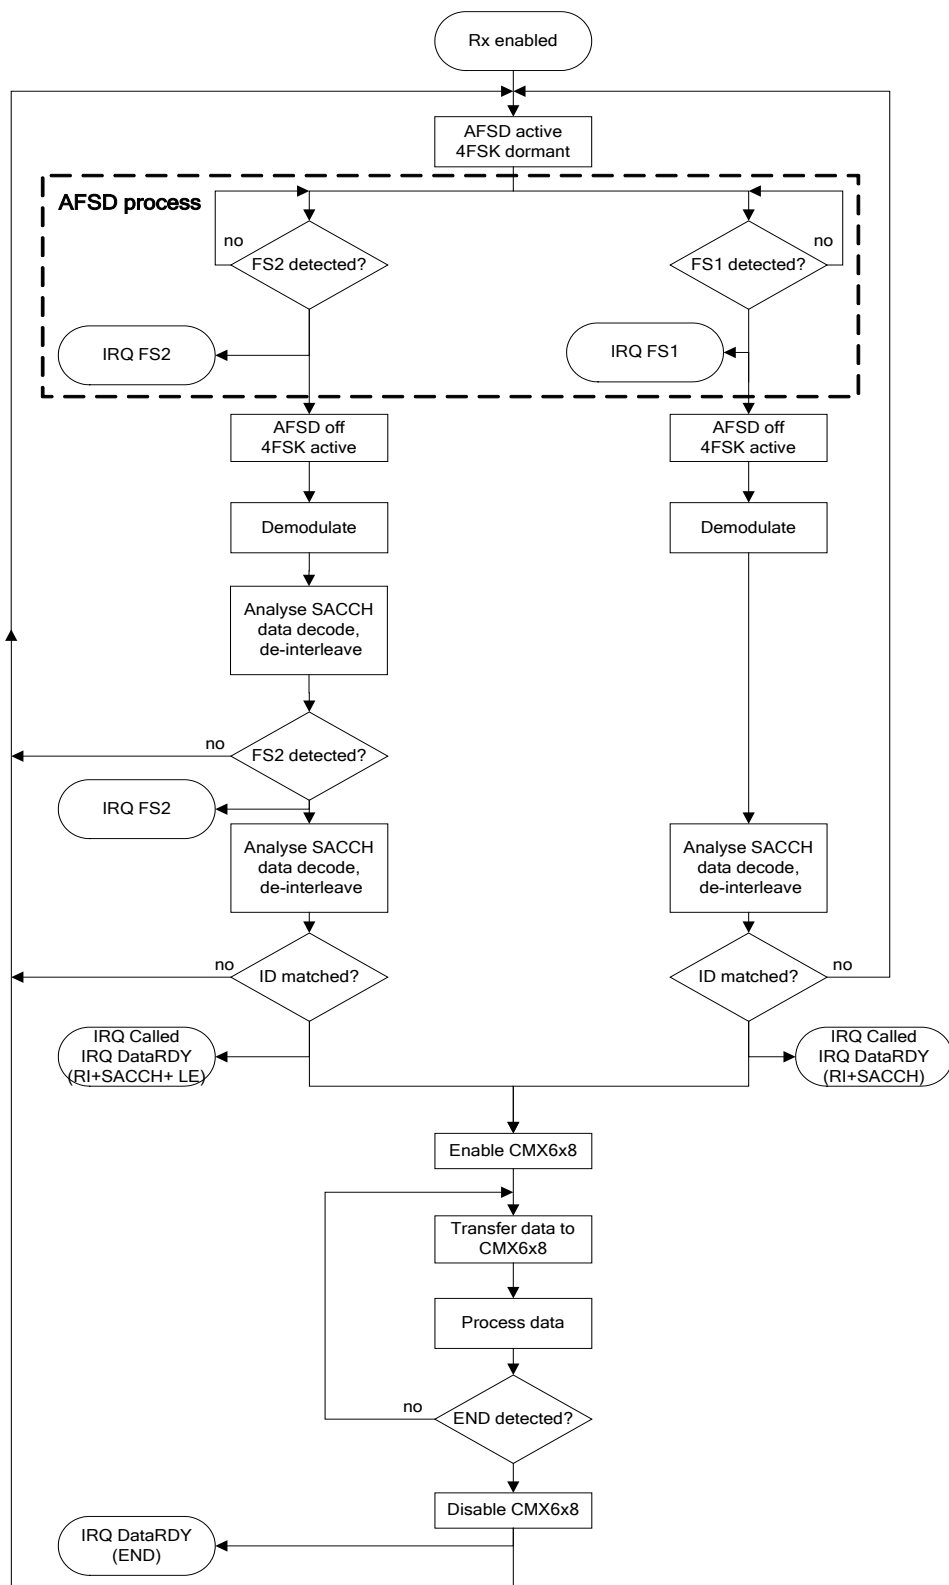 Rx enabled
AFSD active
4FSK dormant
AFSD process
no
FS2 detected?
FS1 detected?
no
IRQ FS2
IRQ FS1
AFSD off
4FSK active
AFSD off
4FSK active
Demodulate
Demodulate
Analyse SACCH
data decode,
de-interleave
no
FS2 detected?
IRQ FS2
Analyse SACCH
data decode,
de-interleave
Analyse SACCH
data decode,
de-interleave
no
ID matched?
ID matched?
no
IRQ Called
IRQ DataRDY
(RI+SACCH+ LE)
IRQ Called
IRQ DataRDY
(RI+SACCH)
Enable CMX6x8
Transfer data to
CMX6x8
Process data
no
END detected?
Disable CMX6x8
IRQ DataRDY
(END)